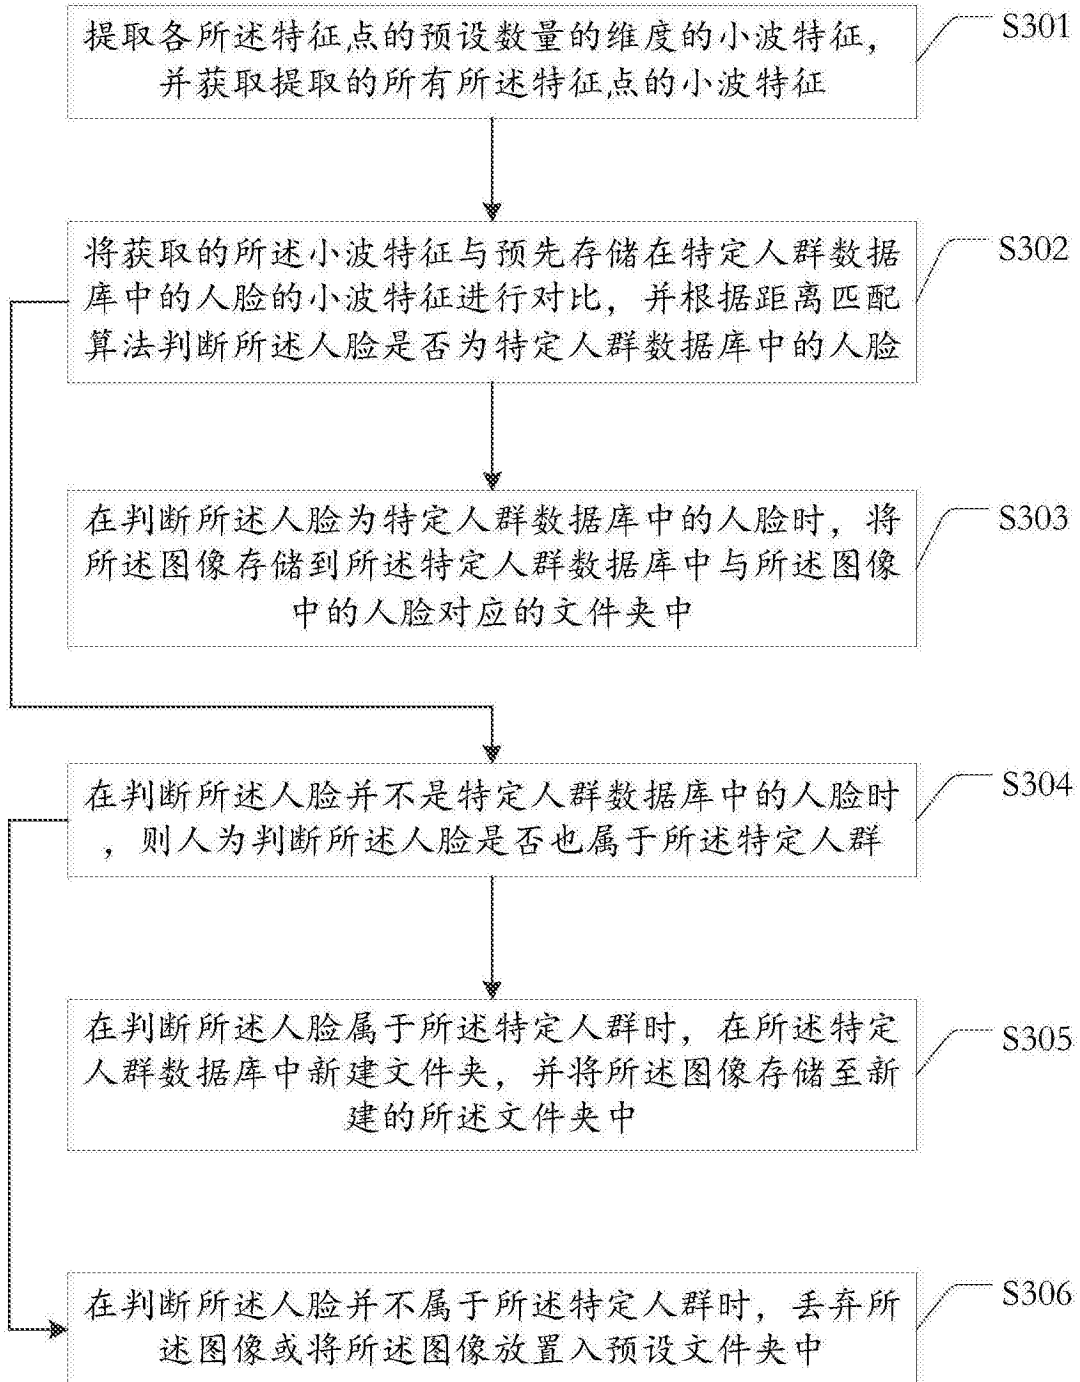 提取各所述特征点的预设数量的维度的小波特征，
并获取提取的所有所述特征点的小波特征
S301
将获取的所述小波特征与预先存储在特定人群数据
库中的人脸的小波特征进行对比，并根据距离匹配
算法判断所述人脸是否为特定人群数据库中的人脸
S302
在判断所述人脸为特定人群数据库中的人脸时，将
所述图像存储到所述特定人群数据库中与所述图像
中的人脸对应的文件夹中
S303
在判断所述人脸并不是特定人群数据库中的人脸时
，则人为判断所述人脸是否也属于所述特定人群
S304
在判断所述人脸属于所述特定人群时，在所述特定
人群数据库中新建文件夹，并将所述图像存储至新
建的所述文件夹中
S305
在判断所述人脸并不属于所述特定人群时，丢弃所
述图像或将所述图像放置入预设文件夹中
S306